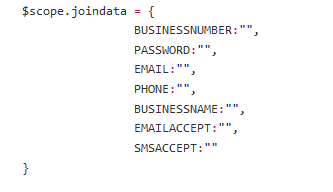 $scope.joindata = {
BUSINESSNUMBER:"",
PASSWORD:"",
EMAIL:"",
PHONE:"",
BUSINESSNAME:"",
EMAILACCEPT:"",
SMSACCEPT:""
}